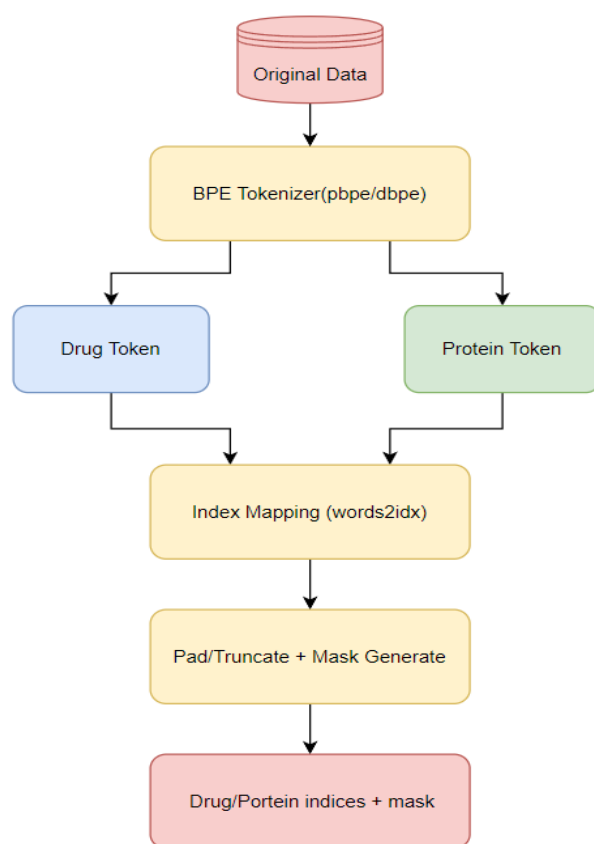 Original Data
BPE Tokenizer(pbpe/dbpe)
Drug Token
Protein Token
Index Mapping (words2idx)
Pad/Truncate + Mask Generate
Drug/Portein indices + mask